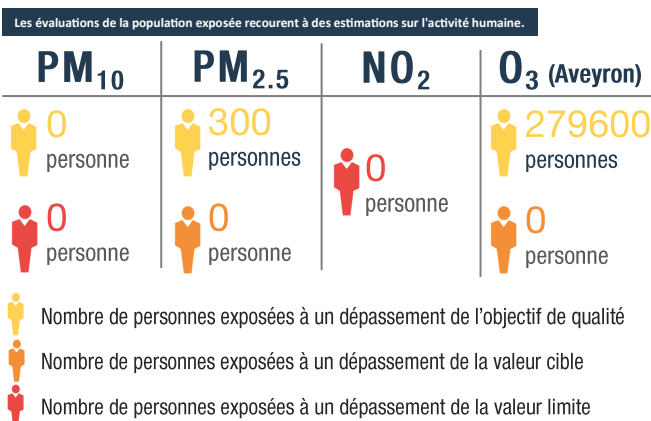 Les évaluations de la population exposée recourent à des estimations sur l'activité humaine.
PM10 PM2.5 NO2 O3 (Aveyron)
0 300 279600
personne personnes personnes
0
personne
0 0 0
personne personne personne
Nombre de personnes exposées à un dépassement de l'objectif de qualité
Nombre de personnes exposées à un dépassement de la valeur cible
Nombre de personnes exposées à un dépassement de la valeur limite